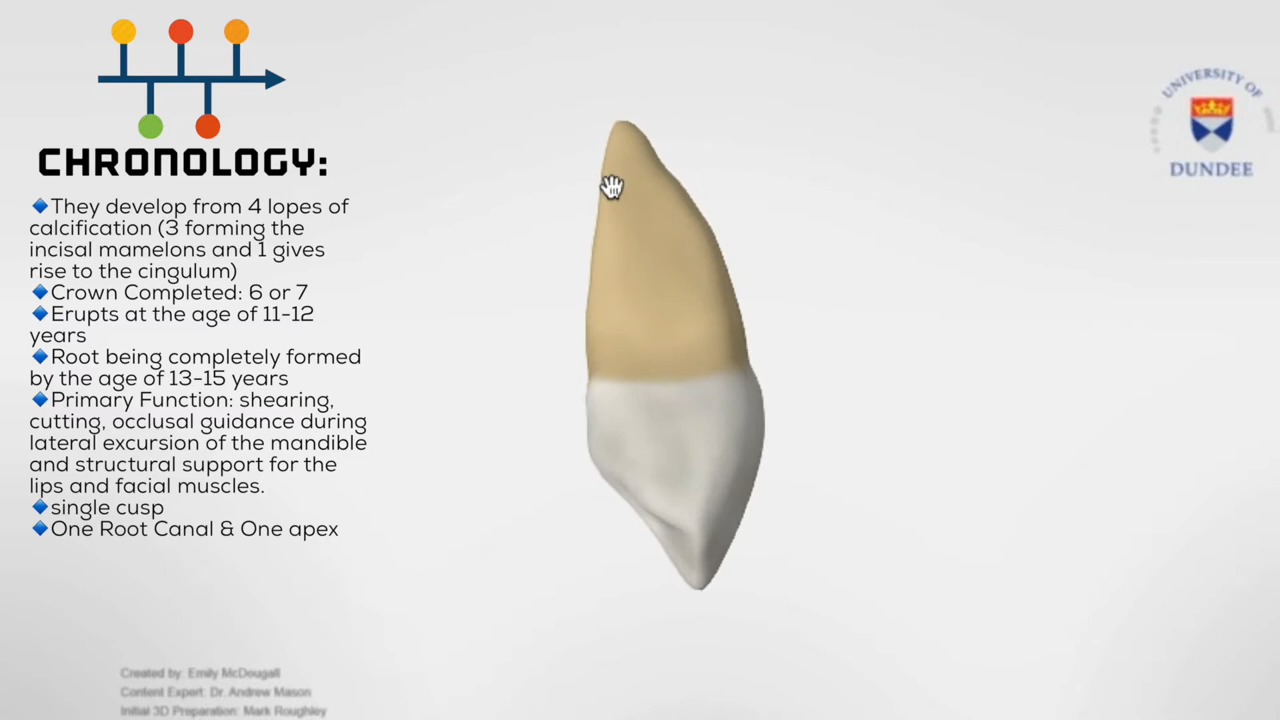 CHRONOLOGY:
🔷They develop from 4 lopes of
calcification (3 forming the
incisal mamelons and 1 gives
rise to the cingulum)
🔷Crown Completed: 6 or 7
🔷Erupts at the age of 11-12
years
🔷Root being completely formed
by the age of 13-15 years
🔷Primary Function: shearing,
cutting, occlusal guidance during
lateral excursion of the mandible
and structural support for the
lips and facial muscles.
🔷single cusp
🔷One Root Canal & One apex
UNIVERSITY OF
DUNDEE
Created by: Emily McDougall
Content Expert: Dr. Andrew Mason
Initial 3D Preparation: Mark Roughley